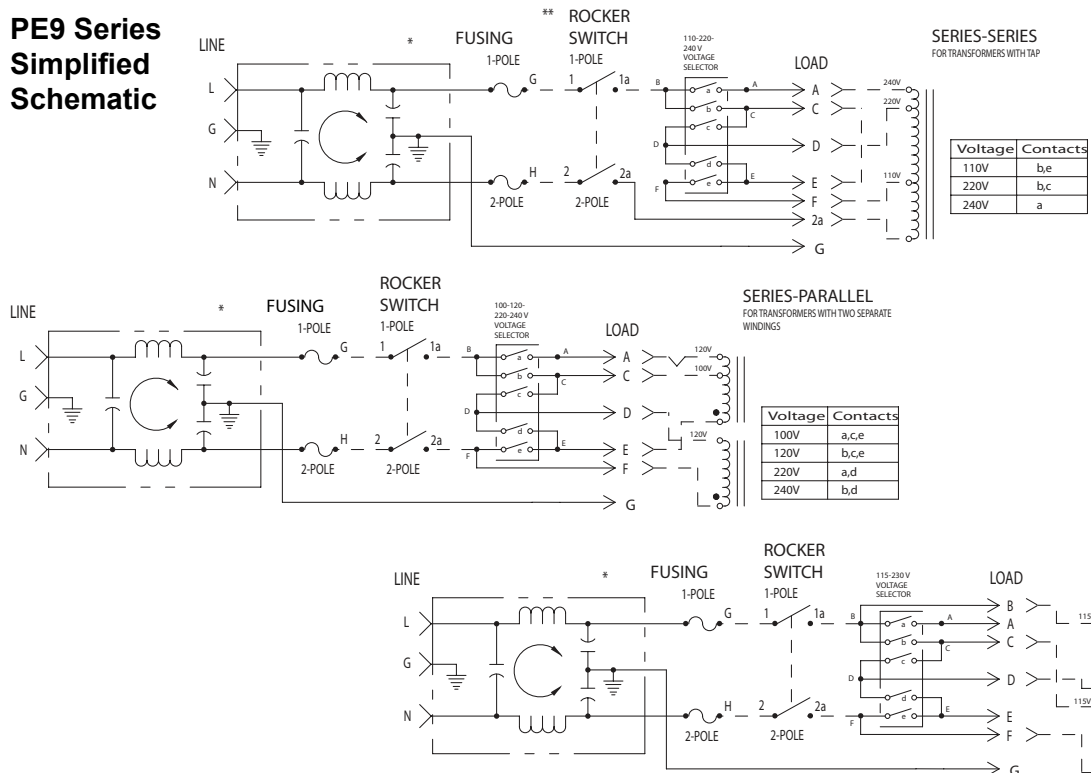 PE9 Series
Simplified
Schematic
LINE
*
FUSING
** ROCKER
SWITCH
110-220-
240 V
VOLTAGE
SELECTOR
LOAD
SERIES-SERIES
FOR TRANSFORMERS WITH TAP
1-POLE
1-POLE
L
G
1
1a
B
a
A
A
240V
b
C
C
220V
G
c
D
D
d
N
H
2
2a
F
e
E
E
110V
2-POLE
2-POLE
F
2a
G
Voltage Contacts
110V b,e
220V b,c
240V a
LINE
*
FUSING
ROCKER
SWITCH
100-120-
220-240 V
VOLTAGE
SELECTOR
LOAD
SERIES-PARALLEL
FOR TRANSFORMERS WITH TWO SEPARATE
WINDINGS
1-POLE
1-POLE
L
G
1
1a
B
a
A
A
120V
b
C
C
100V
G
c
D
D
d
120V
N
H
2
2a
F
e
E
E
2-POLE
2-POLE
F
G
Voltage Contacts
100V a,c,e
120V b,c,e
220V a,d
240V b,d
LINE
*
FUSING
ROCKER
SWITCH
115-230 V
VOLTAGE
SELECTOR
LOAD
1-POLE
1-POLE
B
L
G
1
1a
B
a
A
A
115
b
C
C
G
c
D
D
d
115V
N
H
2
2a
F
e
E
E
2-POLE
2-POLE
F
G